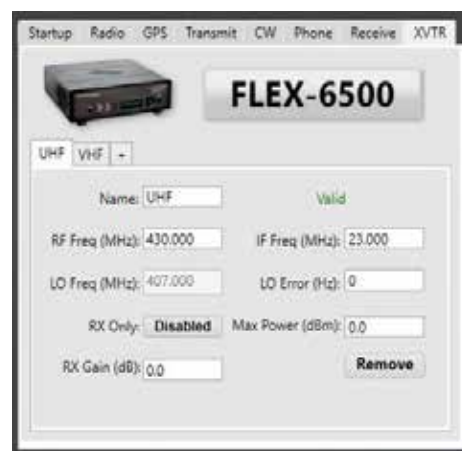 Startup Radio GPS Transmit CW Phone Receive XVTR
FLEX-6500
UHF VHF +
Name: UHF Valid
RF Freq (MHz): 430.000 IF Freq (MHz): 23.000
LO Freq (MHz): 407.000 LO Error (Hz): 0
RX Only: Disabled Max Power (dBm): 0.0
RX Gain (dB): 0.0 Remove